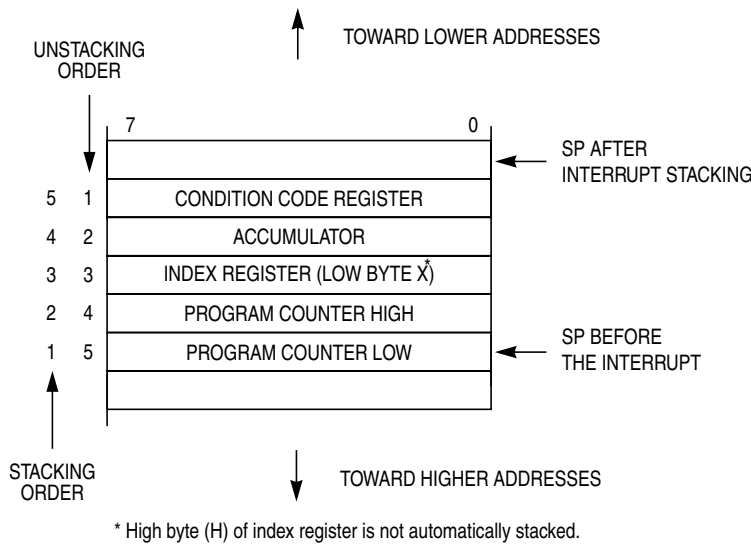 TOWARD LOWER ADDRESSES
UNSTACKING
ORDER
7 0
SP AFTER
INTERRUPT STACKING
5 1 CONDITION CODE REGISTER
4 2 ACCUMULATOR
3 3 INDEX REGISTER (LOW BYTE X*)
2 4 PROGRAM COUNTER HIGH
1 5 PROGRAM COUNTER LOW
SP BEFORE
THE INTERRUPT
STACKING
ORDER
TOWARD HIGHER ADDRESSES
* High byte (H) of index register is not automatically stacked.